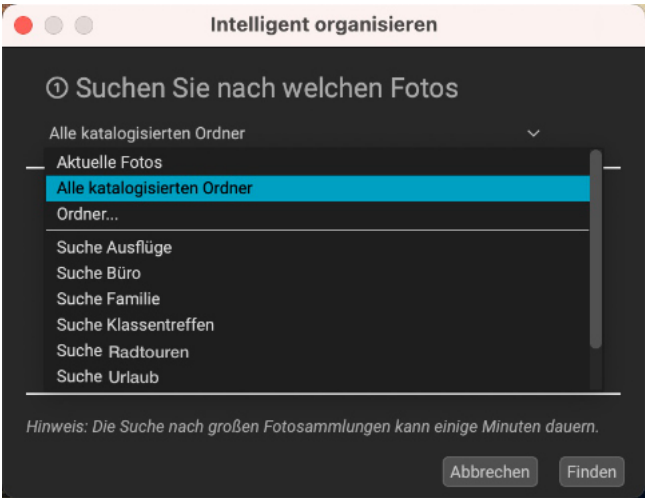 Intelligent organisieren
① Suchen Sie nach welchen Fotos
Alle katalogisierten Ordner
Aktuelle Fotos
Alle katalogisierten Ordner
Ordner...
Suche Ausflüge
Suche Büro
Suche Familie
Suche Klassentreffen
Suche Radtouren
Suche Urlaub
Hinweis: Die Suche nach großen Fotosammlungen kann einige Minuten dauern.
Abbrechen Finden